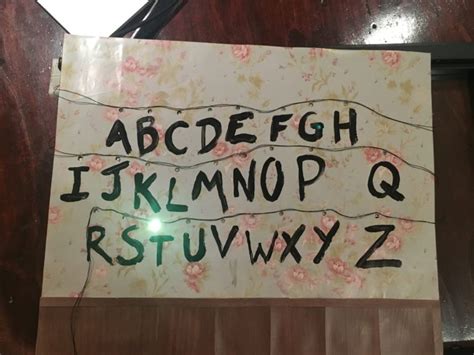 ABCDEFGH
IJKLMNOP Q
RSTUVWXYZ